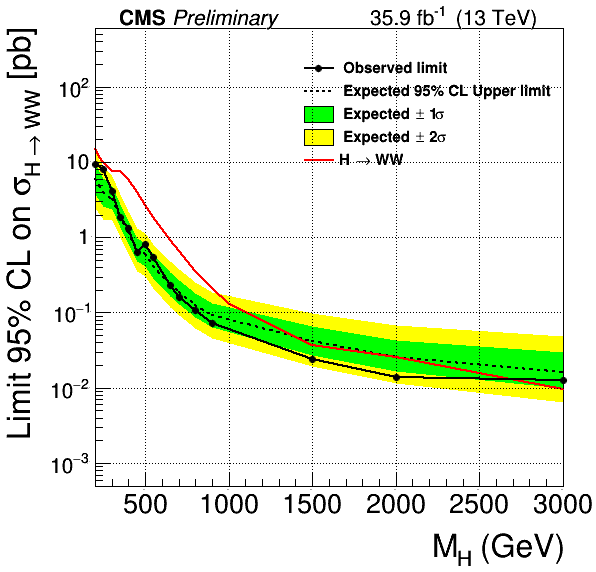 CMS Preliminary 35.9 fb⁻¹ (13 TeV)
Limit 95% CL on σH→WW [pb]
10²
10
1
10⁻¹
10⁻²
10⁻³
Observed limit
Expected 95% CL Upper limit
Expected ± 1σ
Expected ± 2σ
H → WW
500 1000 1500 2000 2500 3000
MH (GeV)